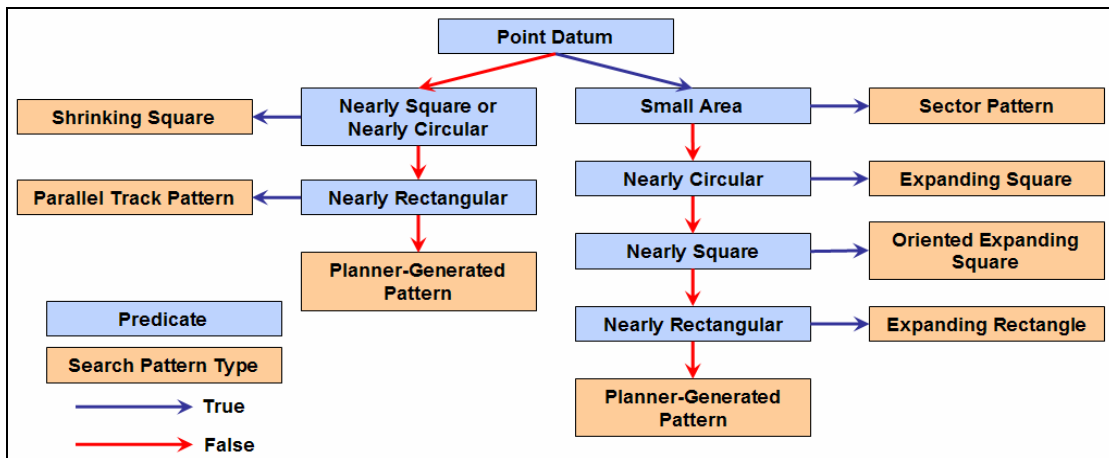 Point Datum
Nearly Square or
Nearly Circular
Shrinking Square
Small Area
Sector Pattern
Parallel Track Pattern
Nearly Rectangular
Nearly Circular
Expanding Square
Planner-Generated
Pattern
Nearly Square
Oriented Expanding
Square
Nearly Rectangular
Expanding Rectangle
Planner-Generated
Pattern
Predicate
Search Pattern Type
True
False